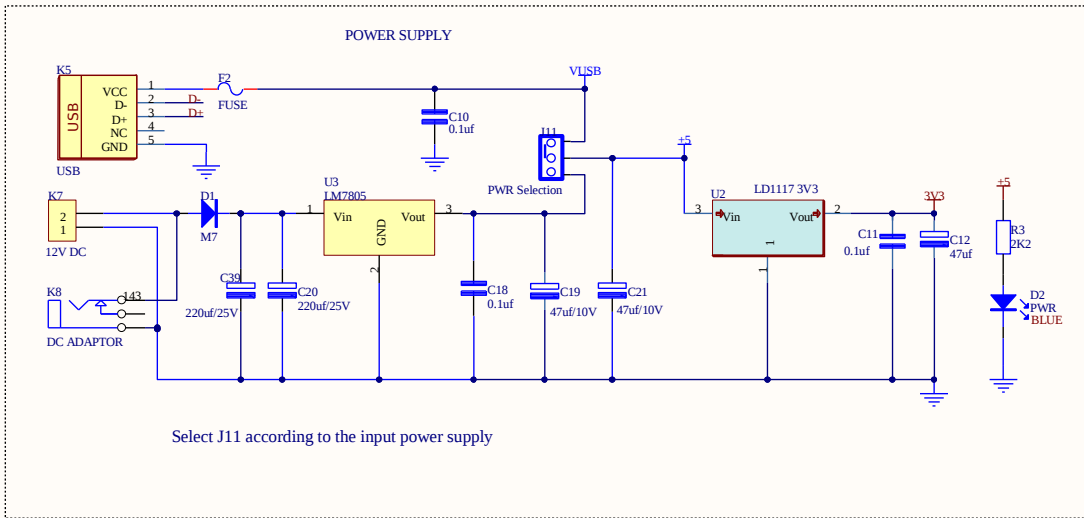 POWER SUPPLY
K5
USB
VCC 1
D- 2 D-
D+ 3 D+
NC 4
GND 5
USB
F2
FUSE
C10
0.1uf
VUSB
J11
PWR Selection
+5
K7
2
1
12V DC
D1
M7
U3
LM7805
1 Vin Vout 3
GND
2
U2 LD1117 3V3
3 Vin Vout 2
1
1
3V3
+5
R3
2K2
C11
0.1uf
C12
47uf
K8
143
DC ADAPTOR
C39
220uf/25V
C20
220uf/25V
C18
0.1uf
C19
47uf/10V
C21
47uf/10V
D2
PWR
BLUE
Select J11 according to the input power supply